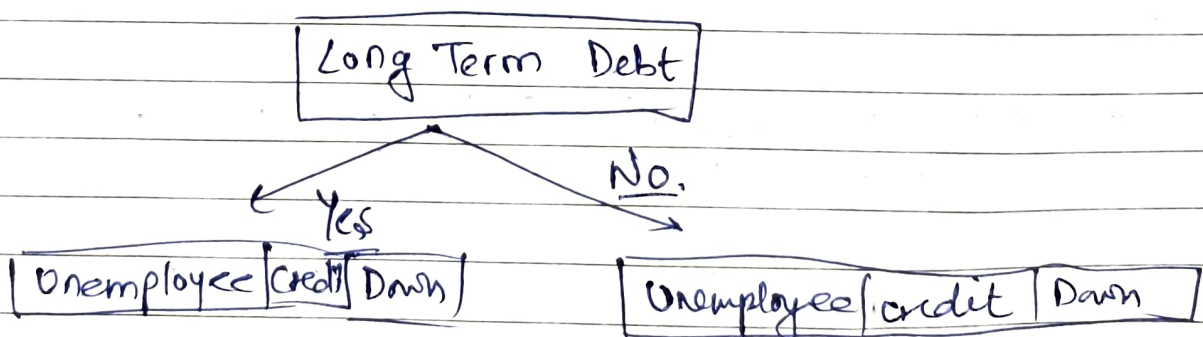 Long Term Debt
Yes
No.
Unemployee Credit Down
Unemployee credit Down